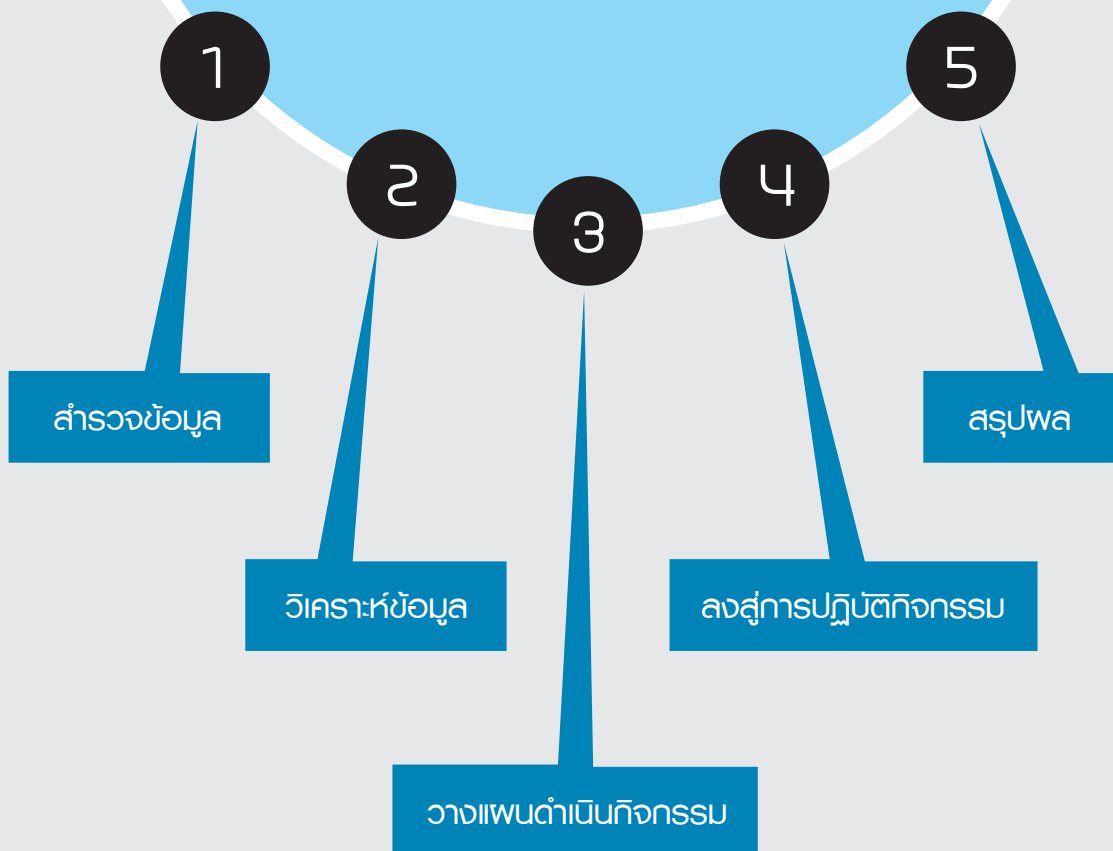 1
สำรวจข้อมูล
2
วิเคราะห์ข้อมูล
3
วางแผนดำเนินกิจกรรม
4
ลงสู่การปฏิบัติกิจกรรม
5
สรุปผล